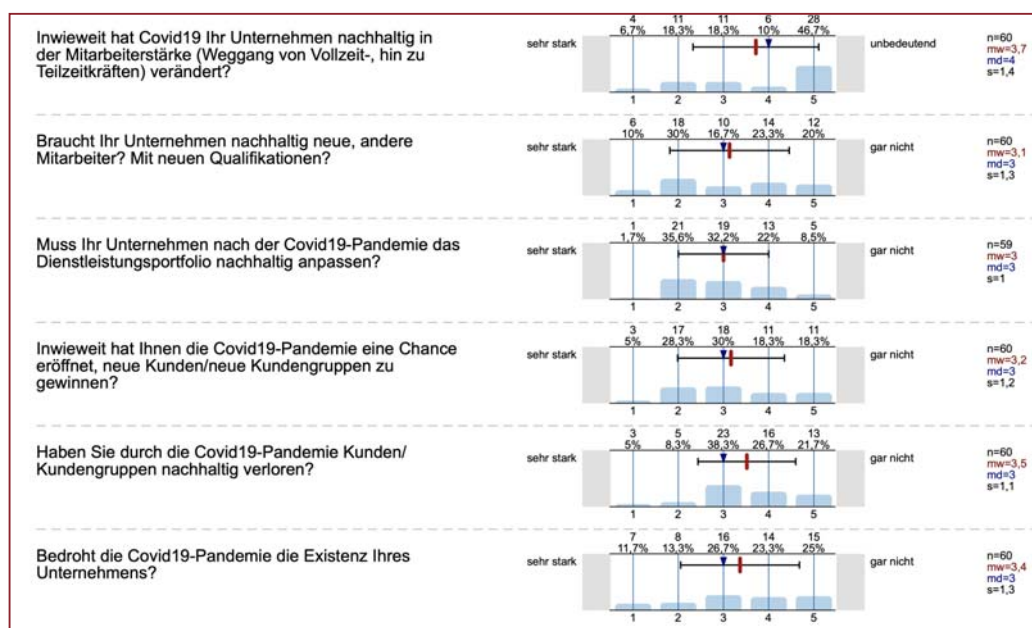 Inwieweit hat Covid19 Ihr Unternehmen nachhaltig in
der Mitarbeiterstärke (Weggang von Vollzeit-, hin zu
Teilzeitkräften) verändert?
sehr stark
4 11 11 6 28
6,7% 18,3% 18,3% 10% 46,7%
1 2 3 4 5
unbedeutend
n=60
mw=3,7
md=4
s=1,4
Braucht Ihr Unternehmen nachhaltig neue, andere
Mitarbeiter? Mit neuen Qualifikationen?
sehr stark
6 18 10 14 12
10% 30% 16,7% 23,3% 20%
1 2 3 4 5
gar nicht
n=60
mw=3,1
md=3
s=1,3
Muss Ihr Unternehmen nach der Covid19-Pandemie das
Dienstleistungsportfolio nachhaltig anpassen?
sehr stark
1 21 19 13 5
1,7% 35,6% 32,2% 22% 8,5%
1 2 3 4 5
gar nicht
n=59
mw=3
md=3
s=1
Inwieweit hat Ihnen die Covid19-Pandemie eine Chance
eröffnet, neue Kunden/neue Kundengruppen zu
gewinnen?
sehr stark
3 17 18 11 11
5% 28,3% 30% 18,3% 18,3%
1 2 3 4 5
gar nicht
n=60
mw=3,2
md=3
s=1,2
Haben Sie durch die Covid19-Pandemie Kunden/
Kundengruppen nachhaltig verloren?
sehr stark
3 5 23 16 13
5% 8,3% 38,3% 26,7% 21,7%
1 2 3 4 5
gar nicht
n=60
mw=3,5
md=3
s=1,1
Bedroht die Covid19-Pandemie die Existenz Ihres
Unternehmens?
sehr stark
7 8 16 14 15
11,7% 13,3% 26,7% 23,3% 25%
1 2 3 4 5
gar nicht
n=60
mw=3,4
md=3
s=1,3